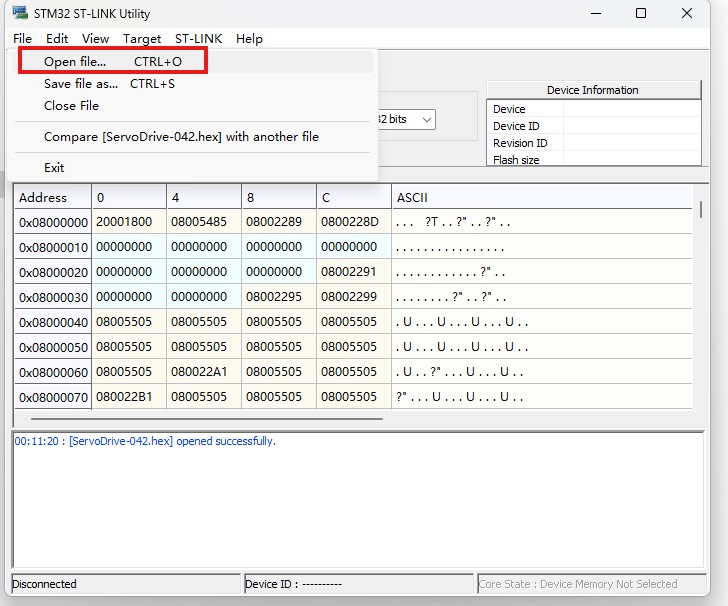 STM32 ST-LINK Utility
File Edit View Target ST-LINK Help
Open file... CTRL+O
Save file as... CTRL+S
Close File
Compare [ServoDrive-042.hex] with another file
Exit
2 bits
Device Information
Device
Device ID
Revision ID
Flash size
Address 0 4 8 C ASCII
0x08000000 20001800 08005485 08002289 0800228D . . . ?T . . ?" . . ?" . .
0x08000010 00000000 00000000 00000000 00000000 . . . . . . . . . . . . . . . .
0x08000020 00000000 00000000 00000000 08002291 . . . . . . . . . . . . ?" . .
0x08000030 00000000 00000000 08002295 08002299 . . . . . . . . ?" . . ?" . .
0x08000040 08005505 08005505 08005505 08005505 . U . . . U . . . U . . . U . .
0x08000050 08005505 08005505 08005505 08005505 . U . . . U . . . U . . . U . .
0x08000060 08005505 080022A1 08005505 08005505 . U . . ?" . . . U . . . U . .
0x08000070 080022B1 08005505 08005505 08005505 ?" . . . U . . . U . . . U . .
00:11:20 : [ServoDrive-042.hex] opened successfully.
Disconnected
Device ID : ----------
Core State : Device Memory Not Selected